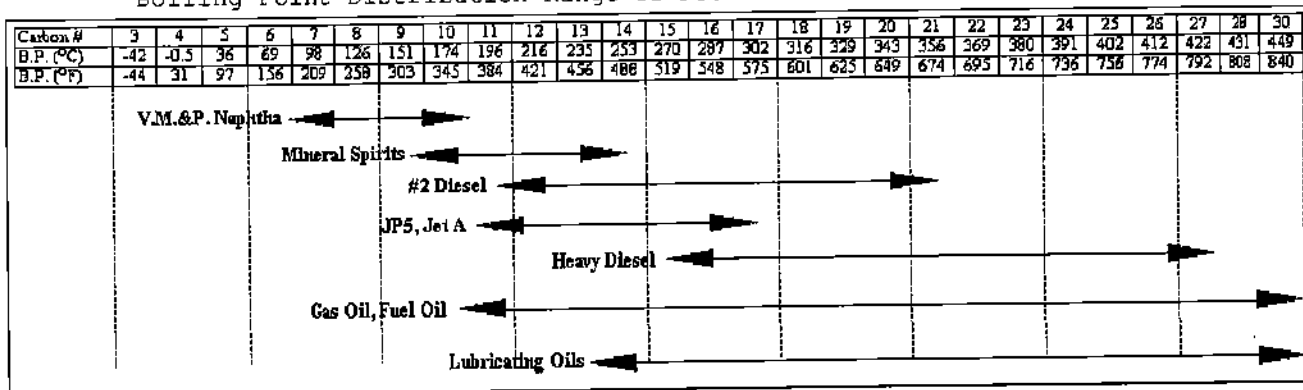 Boiling Point Distribution Range of
Carbon # 3 4 5 6 7 8 9 10 11 12 13 14 15 16 17 18 19 20 21 22 23 24 25 26 27 28 30
B.P. (°C) -42 -0.5 36 69 98 126 151 174 196 216 235 253 270 287 302 316 329 343 356 369 380 391 402 412 422 431 449
B.P. (°F) -44 31 97 156 209 258 303 345 384 421 456 488 519 548 575 601 625 649 674 695 716 736 756 774 792 808 840
V.M.&P. Naphtha
Mineral Spirits
#2 Diesel
JP5, Jet A
Heavy Diesel
Gas Oil, Fuel Oil
Lubricating Oils